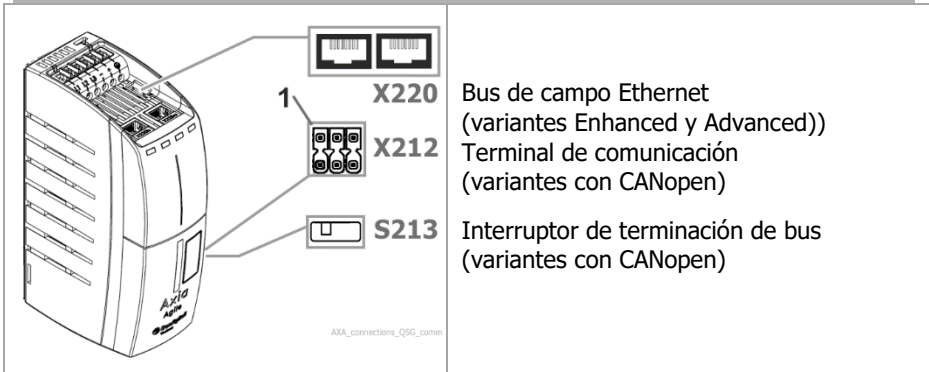 X220
1
X212
S213
Axia
Agile
AXA_connections_QSG_comm
Bus de campo Ethernet
(variantes Enhanced y Advanced))
Terminal de comunicación
(variantes con CANopen)
Interruptor de terminación de bus
(variantes con CANopen)